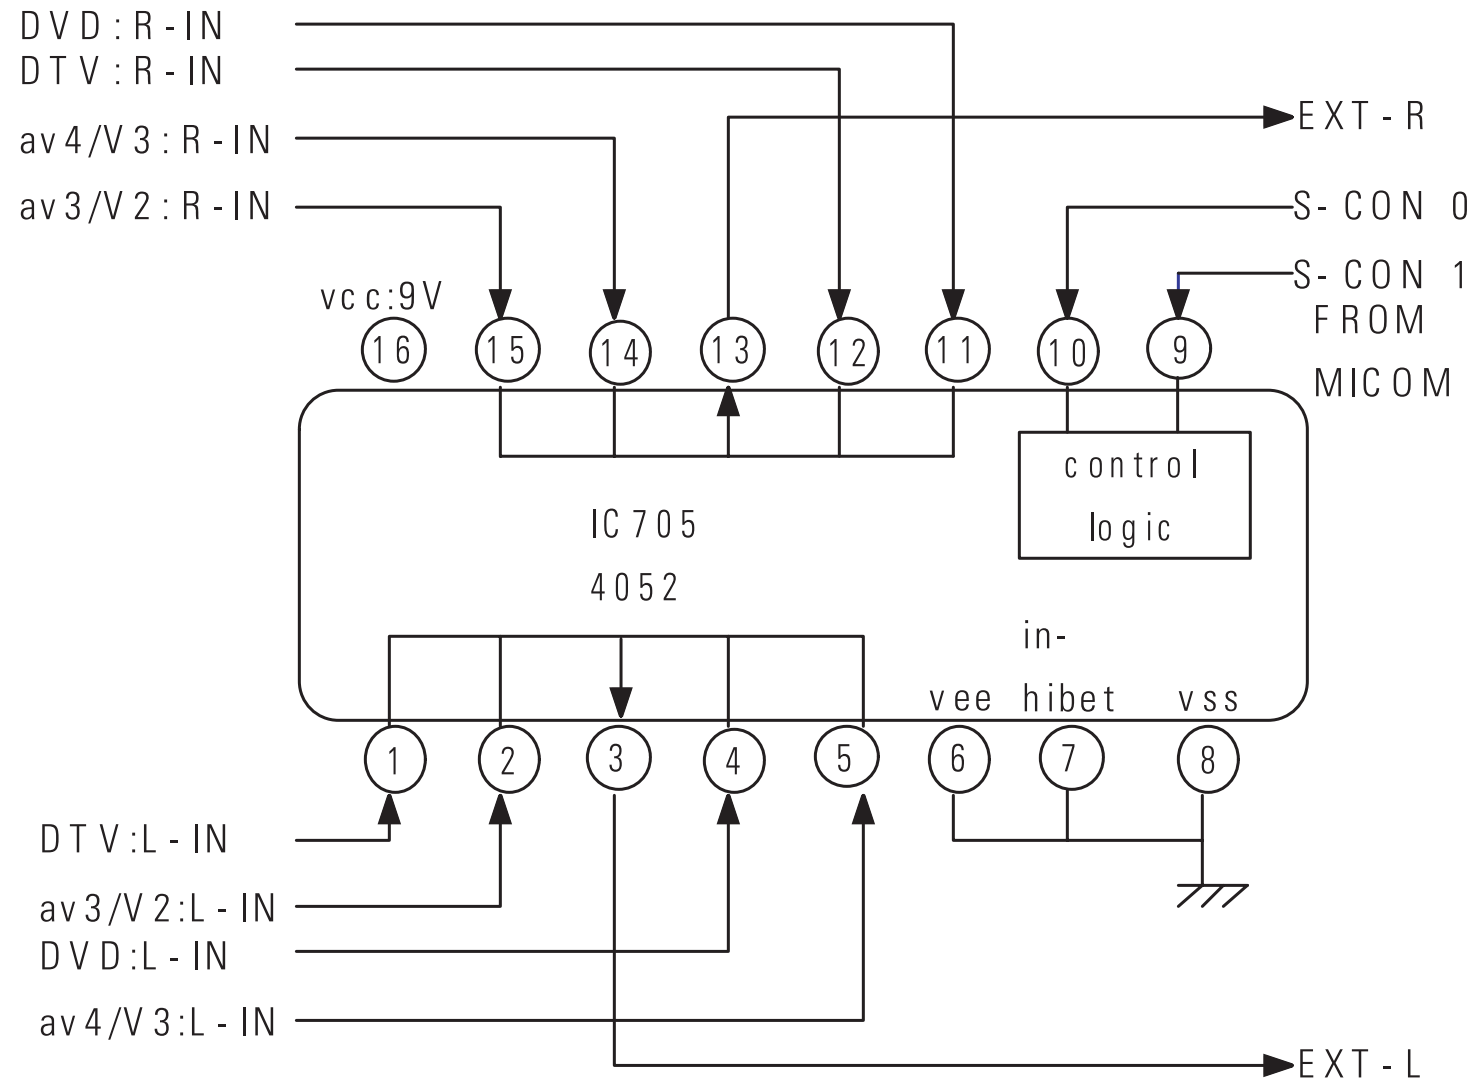 DVD:R-IN
DTV:R-IN
EXT-R
av4/V3:R-IN
av3/V2:R-IN
S-CON 0
S-CON 1
FROM
MICOM
vcc:9V
16 15 14 13 12 11 10 9
control
logic
IC705
4052
in-
vee hibet vss
1 2 3 4 5 6 7 8
DTV:L-IN
av3/V2:L-IN
DVD:L-IN
av4/V3:L-IN
EXT-L